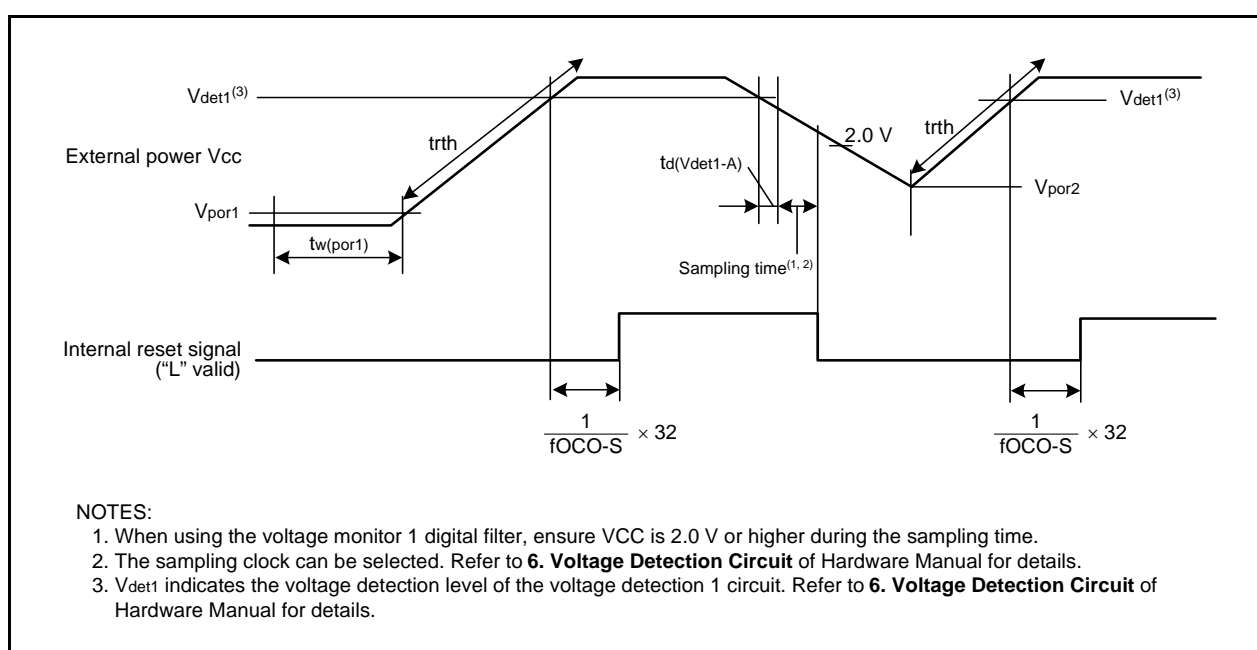 Vdet1(3)
Vdet1(3)
trth
trth
2.0 V
External power Vcc
td(Vdet1-A)
Vpor1
Vpor2
tw(por1)
Sampling time(1, 2)
Internal reset signal
(“L” valid)
1
fOCO-S × 32
1
fOCO-S × 32
NOTES:
1. When using the voltage monitor 1 digital filter, ensure VCC is 2.0 V or higher during the sampling time.
2. The sampling clock can be selected. Refer to 6. Voltage Detection Circuit of Hardware Manual for details.
3. Vdet1 indicates the voltage detection level of the voltage detection 1 circuit. Refer to 6. Voltage Detection Circuit of
Hardware Manual for details.